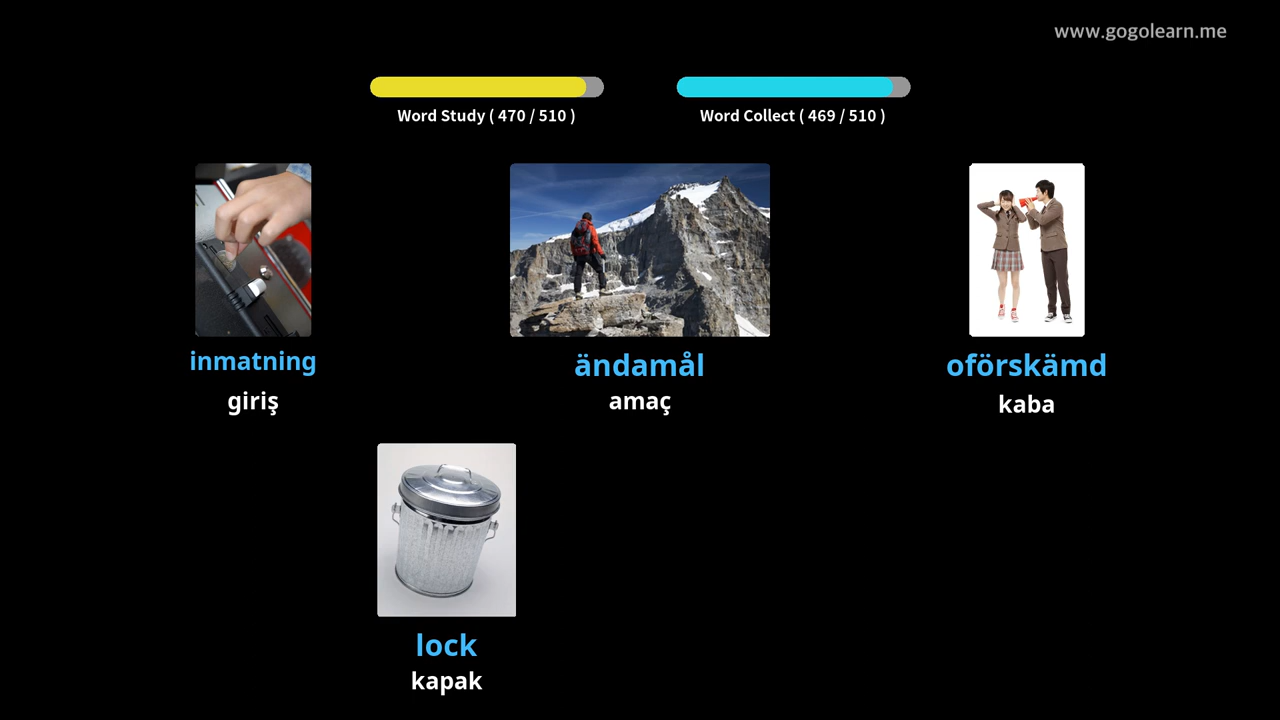 www.gogolearn.me
Word Study ( 470 / 510 )
Word Collect ( 469 / 510 )
inmatning
giriş
ändamål
amaç
oförskämd
kaba
lock
kapak